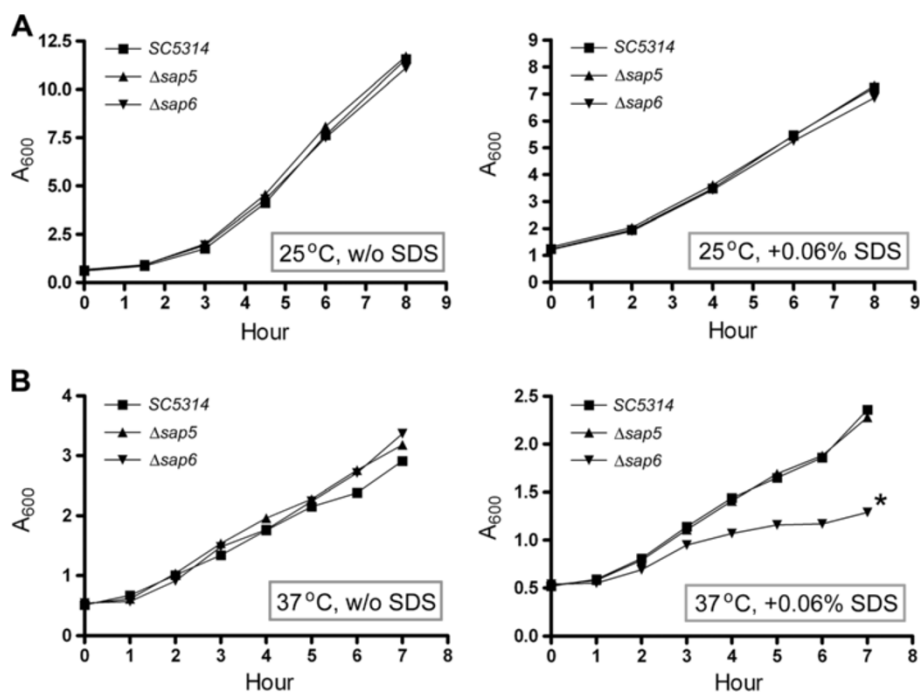 A
12.5
10.0
7.5
5.0
2.5
0.0
A600
SC5314
Δsap5
Δsap6
25°C, w/o SDS
0 1 2 3 4 5 6 7 8 9
Hour
9
8
7
6
5
4
3
2
1
0
A600
SC5314
Δsap5
Δsap6
25°C, +0.06% SDS
0 1 2 3 4 5 6 7 8 9
Hour
B
4
3
2
1
0
A600
SC5314
Δsap5
Δsap6
37°C, w/o SDS
0 1 2 3 4 5 6 7 8
Hour
2.5
2.0
1.5
1.0
0.5
0.0
A600
SC5314
Δsap5
Δsap6
*
37°C, +0.06% SDS
0 1 2 3 4 5 6 7 8
Hour